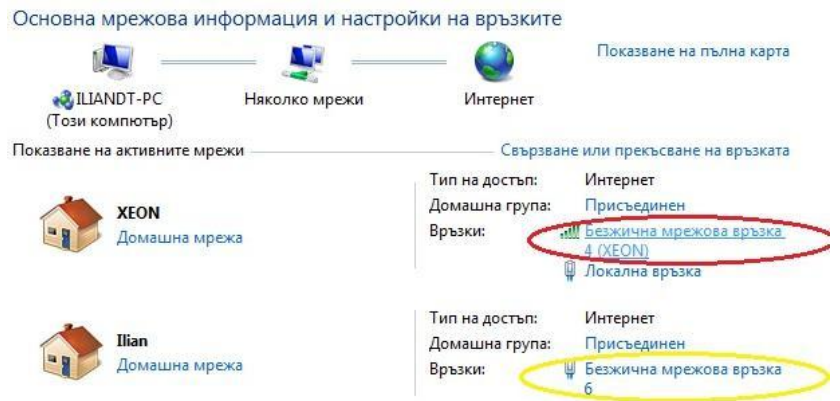 Основна мрежова информация и настройки на връзките
Показване на пълна карта
ILIANDT-PC
(Този компютър)
Няколко мрежи
Интернет
Показване на активните мрежи
Свързване или прекъсване на връзката
XEON
Домашна мрежа
Тип на достъп: Интернет
Домашна група: Присъединен
Връзки: Безжична мрежова връзка
4 (XEON)
Локална връзка
Ilian
Домашна мрежа
Тип на достъп: Интернет
Домашна група: Присъединен
Връзки: Безжична мрежова връзка
6